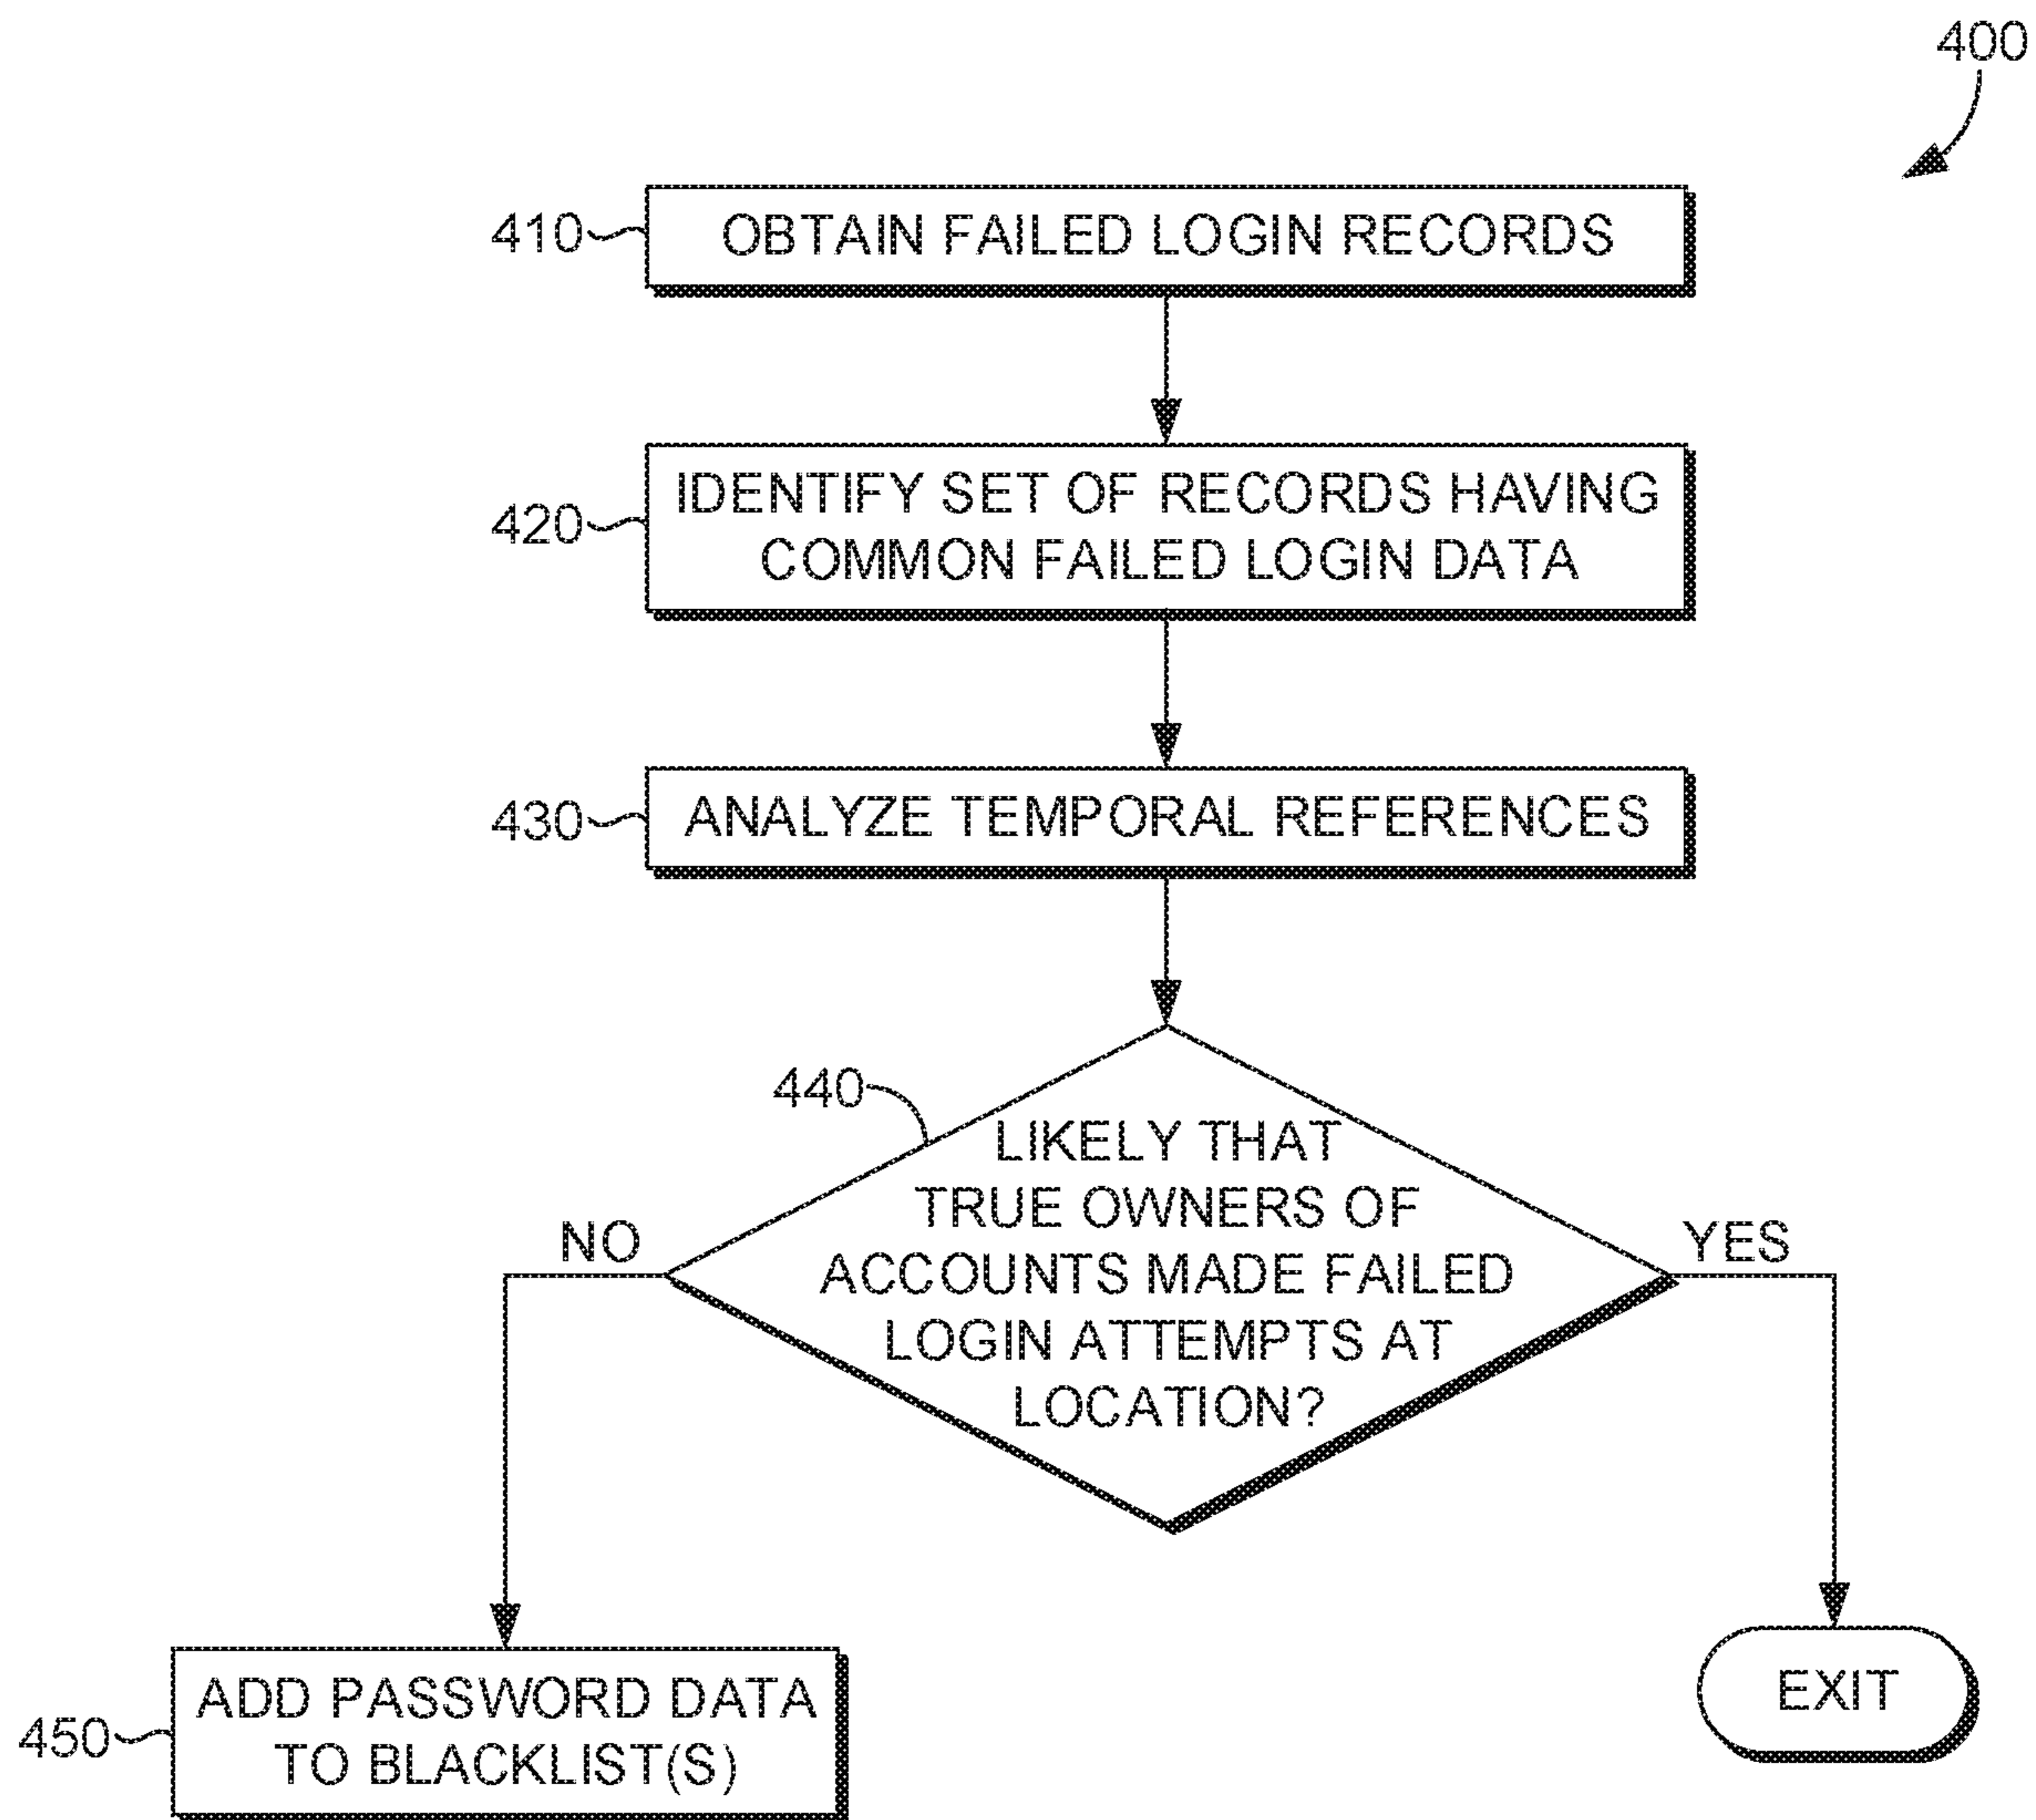 400
410
OBTAIN FAILED LOGIN RECORDS
420
IDENTIFY SET OF RECORDS HAVING
COMMON FAILED LOGIN DATA
430
ANALYZE TEMPORAL REFERENCES
440
LIKELY THAT
TRUE OWNERS OF
ACCOUNTS MADE FAILED
LOGIN ATTEMPTS AT
LOCATION?
NO
YES
450
ADD PASSWORD DATA
TO BLACKLIST(S)
EXIT